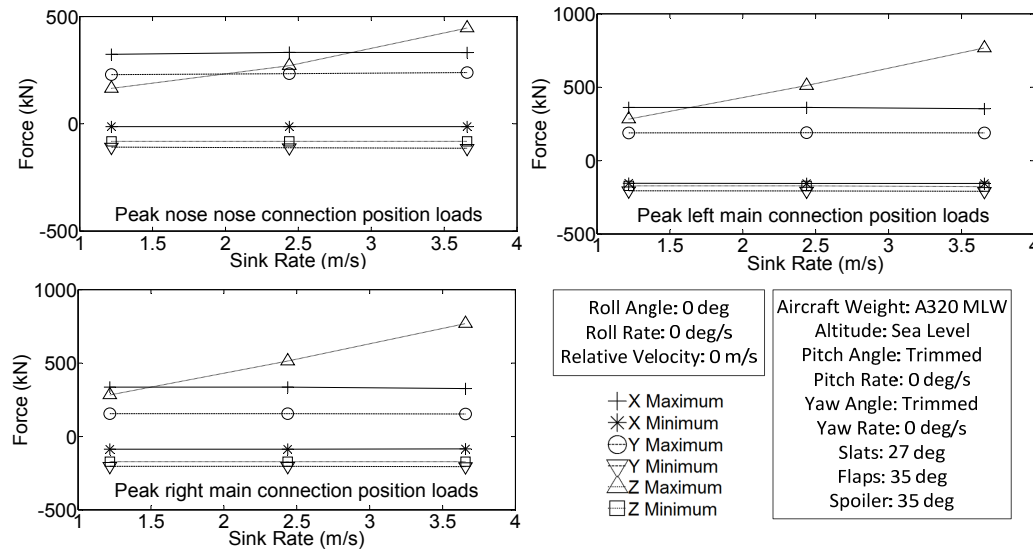 500
0
-500
Force (kN)
Peak nose nose connection position loads
1 1.5 2 2.5 3 3.5 4
Sink Rate (m/s)
1000
500
0
-500
Force (kN)
Peak left main connection position loads
1 1.5 2 2.5 3 3.5 4
Sink Rate (m/s)
1000
500
0
-500
Force (kN)
Peak right main connection position loads
1 1.5 2 2.5 3 3.5 4
Sink Rate (m/s)
Roll Angle: 0 deg
Roll Rate: 0 deg/s
Relative Velocity: 0 m/s
X Maximum
X Minimum
Y Maximum
Y Minimum
Z Maximum
Z Minimum
Aircraft Weight: A320 MLW
Altitude: Sea Level
Pitch Angle: Trimmed
Pitch Rate: 0 deg/s
Yaw Angle: Trimmed
Yaw Rate: 0 deg/s
Slats: 27 deg
Flaps: 35 deg
Spoiler: 35 deg